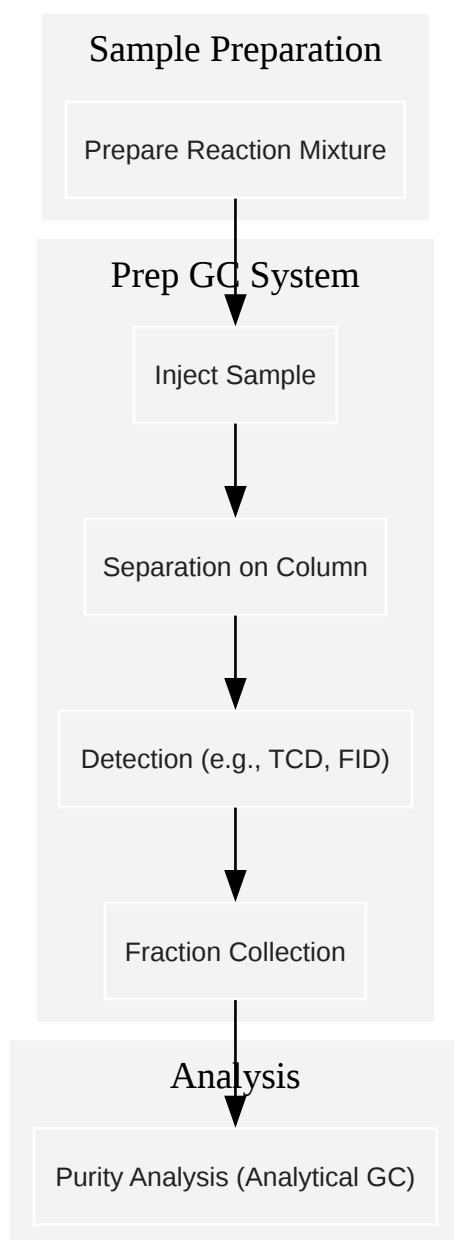 Sample Preparation
Prepare Reaction Mixture
Prep GC System
Inject Sample
Separation on Column
Detection (e.g., TCD, FID)
Fraction Collection
Analysis
Purity Analysis (Analytical GC)